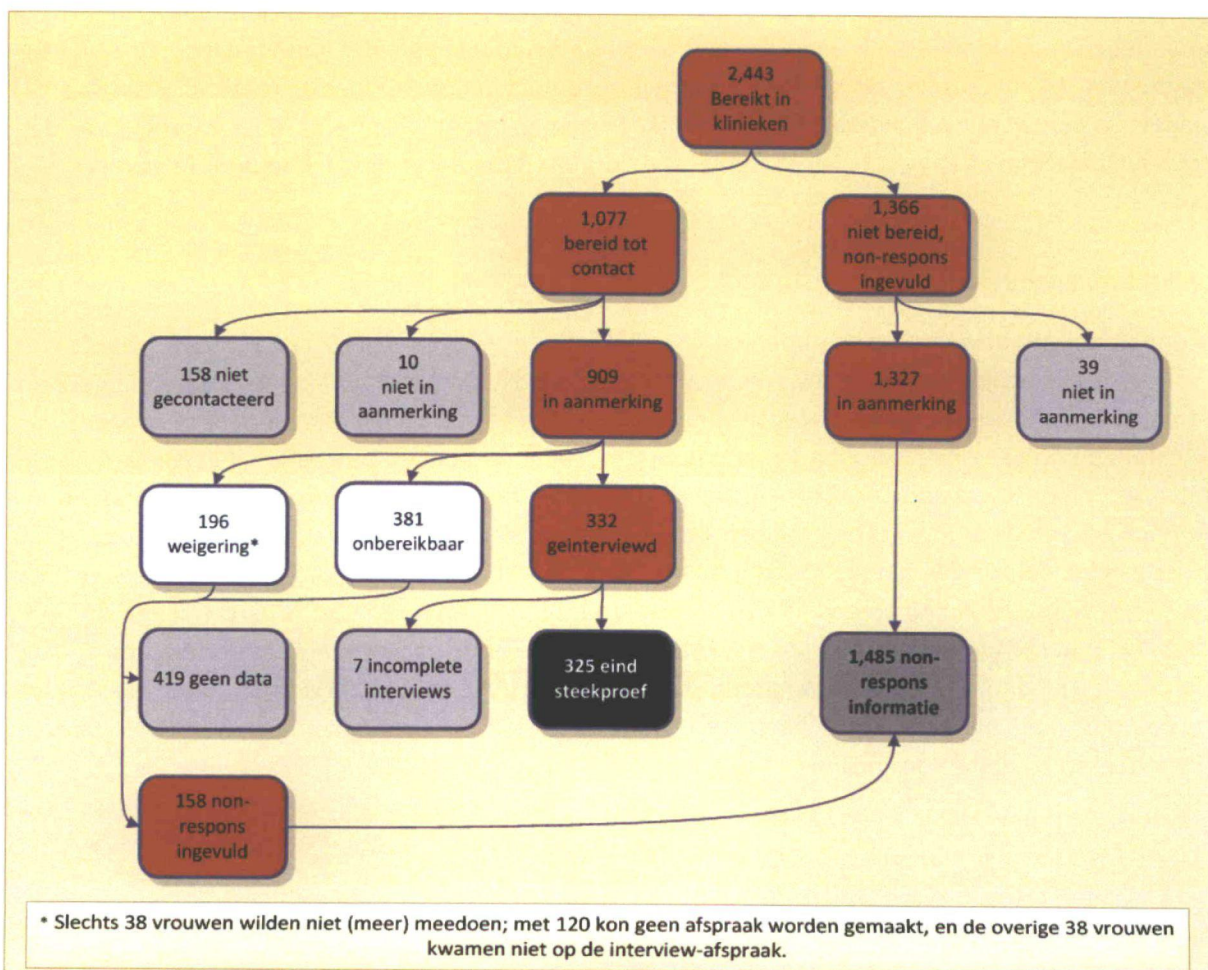 2,443
Bereikt in
klinieken
1,077
bereid tot
contact
1,366
niet bereid,
non-respons
ingevuld
158 niet
gecontacteerd
10
niet in
aanmerking
909
in aanmerking
1,327
in aanmerking
39
niet in
aanmerking
196
weigering*
381
onbereikbaar
332
geinterviewd
419 geen data
7 incomplete
interviews
325 eind
steekproef
1,485 non-
respons
informatie
158 non-
respons
ingevuld
* Slechts 38 vrouwen wilden niet (meer) meedoen; met 120 kon geen afspraak worden gemaakt, en de overige 38 vrouwen
kwamen niet op de interview-afspraak.